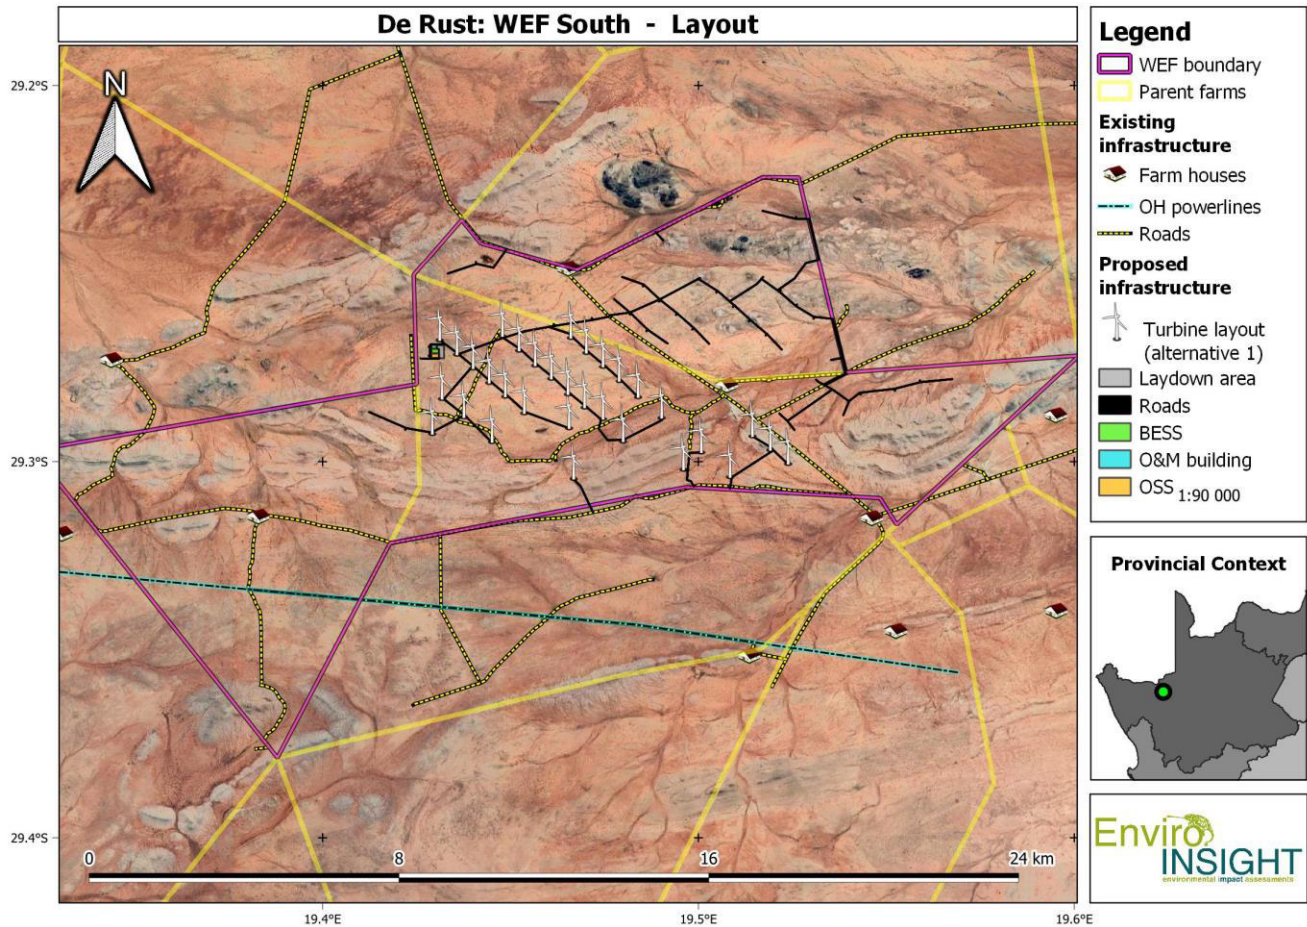 De Rust: WEF South - Layout
N
29.2°S
29.3°S
29.4°S
19.4°E
19.5°E
19.6°E
0
8
16
24 km
Legend
WEF boundary
Parent farms
Existing
infrastructure
Farm houses
OH powerlines
Roads
Proposed
infrastructure
Turbine layout
(alternative 1)
Laydown area
Roads
BESS
O&M building
OSS 1:90 000
Provincial Context
Enviro
INSIGHT
environmental impact assessments